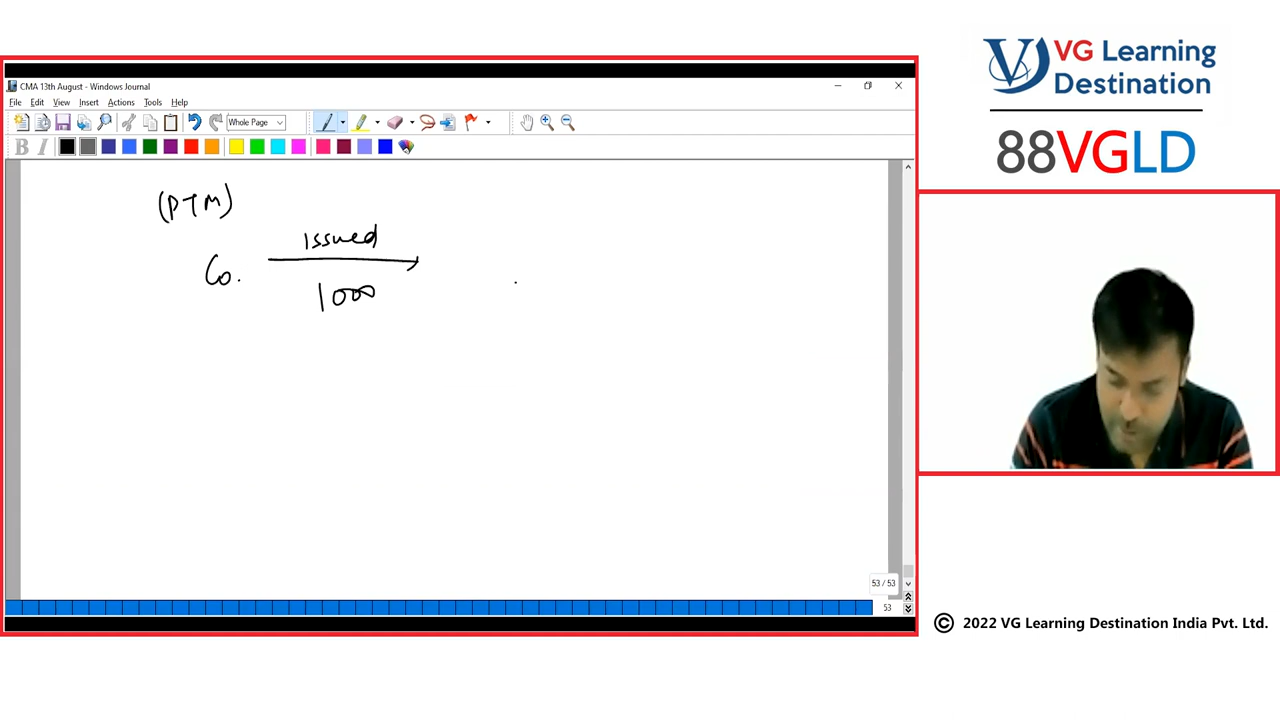 CMA 13th August - Windows Journal
File Edit View Insert Actions Tools Help
Whole Page
B I
(PTM)
issued
Co.
1000
53 / 53
53
VG Learning
Destination
88VGLD
© 2022 VG Learning Destination India Pvt. Ltd.